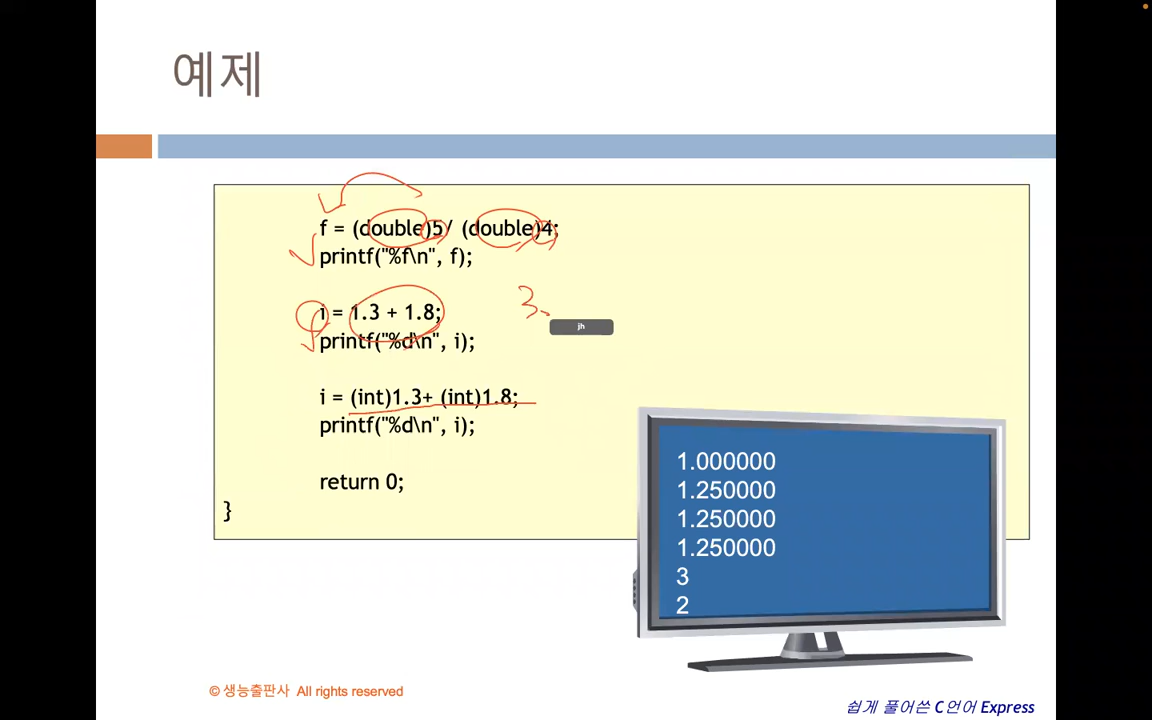 예제
f = (double)5/ (double)4;
printf("%f\n", f);
i = 1.3 + 1.8;
3.
printf("%d\n", i);
jh
i = (int)1.3+ (int)1.8;
printf("%d\n", i);
return 0;
}
1.000000
1.250000
1.250000
1.250000
3
2
© 생능출판사 All rights reserved
쉽게 풀어쓴 C언어 Express